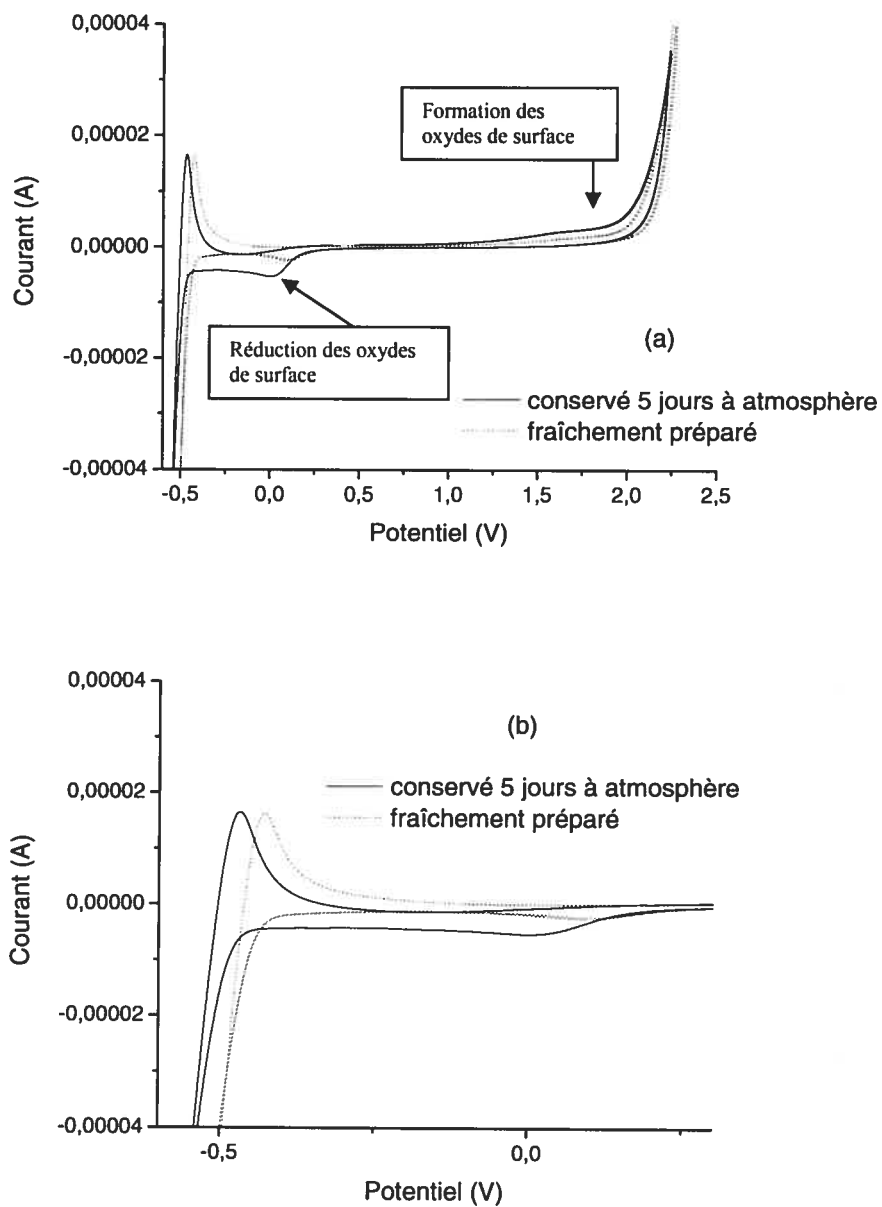 0,00004
0,00002
0,00000
-0,00002
-0,00004
Courant (A)
Formation des
oxydes de surface
Réduction des oxydes
de surface
(a)
conservé 5 jours à atmosphère
fraîchement préparé
-0,5
0,0
0,5
1,0
1,5
2,0
2,5
Potentiel (V)
0,00004
0,00002
0,00000
-0,00002
-0,00004
Courant (A)
(b)
conservé 5 jours à atmosphère
fraîchement préparé
-0,5
0,0
Potentiel (V)